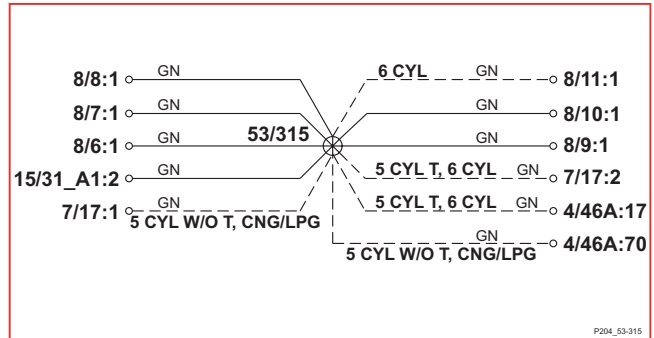 6 CYL GN
8/8:1 GN 8/11:1
8/7:1 GN GN 8/10:1
8/6:1 GN 53/315 GN 8/9:1
15/31_A1:2 GN 5 CYL T, 6 CYL GN 7/17:2
7/17:1 GN 5 CYL T, 6 CYL GN 4/46A:17
5 CYL W/O T, CNG/LPG GN 4/46A:70
5 CYL W/O T, CNG/LPG
P204_53-315